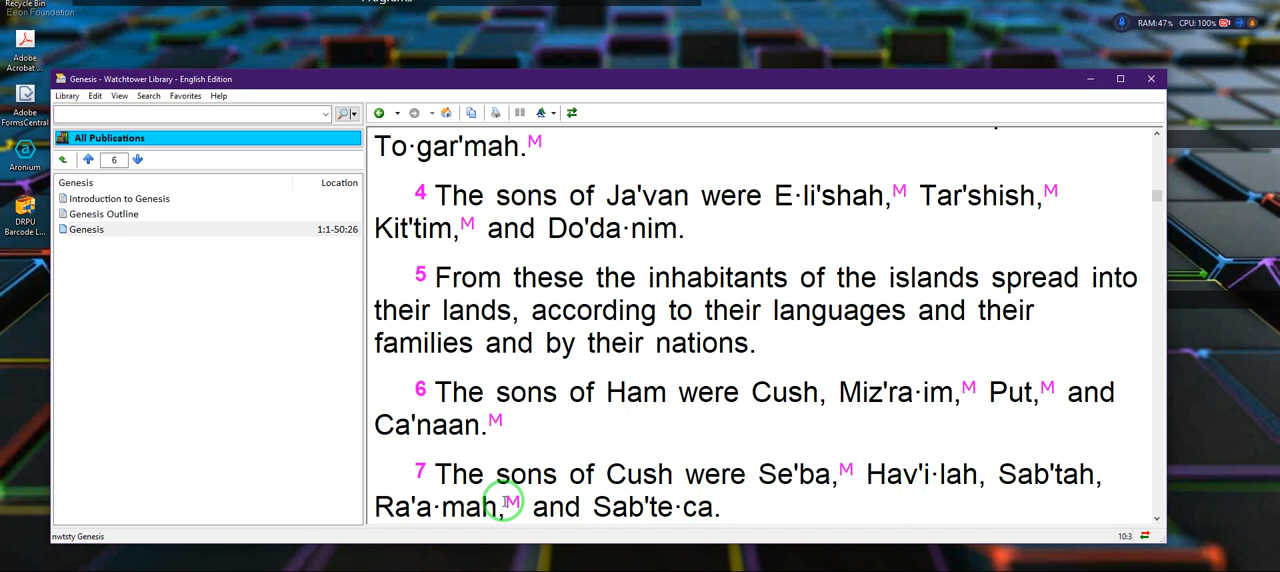 Recycle Bin
Eeon Foundation
Programs
RAM:47% CPU:100%
Adobe
Acrobat ...
Adobe
FormsCentral
Aronium
DRPU
Barcode L...
Genesis - Watchtower Library - English Edition
Library Edit View Search Favorites Help
All Publications
6
Genesis Location
Introduction to Genesis
Genesis Outline
Genesis 1:1-50:26
To·gar'mah.M
4 The sons of Ja'van were E·li'shah,M Tar'shish,M
Kit'tim,M and Do'da·nim.
5 From these the inhabitants of the islands spread into
their lands, according to their languages and their
families and by their nations.
6 The sons of Ham were Cush, Miz'ra·im,M Put,M and
Ca'naan.M
7 The sons of Cush were Se'ba,M Hav'i·lah, Sab'tah,
Ra'a·mah,M and Sab'te·ca.
nwtsty Genesis 10:3